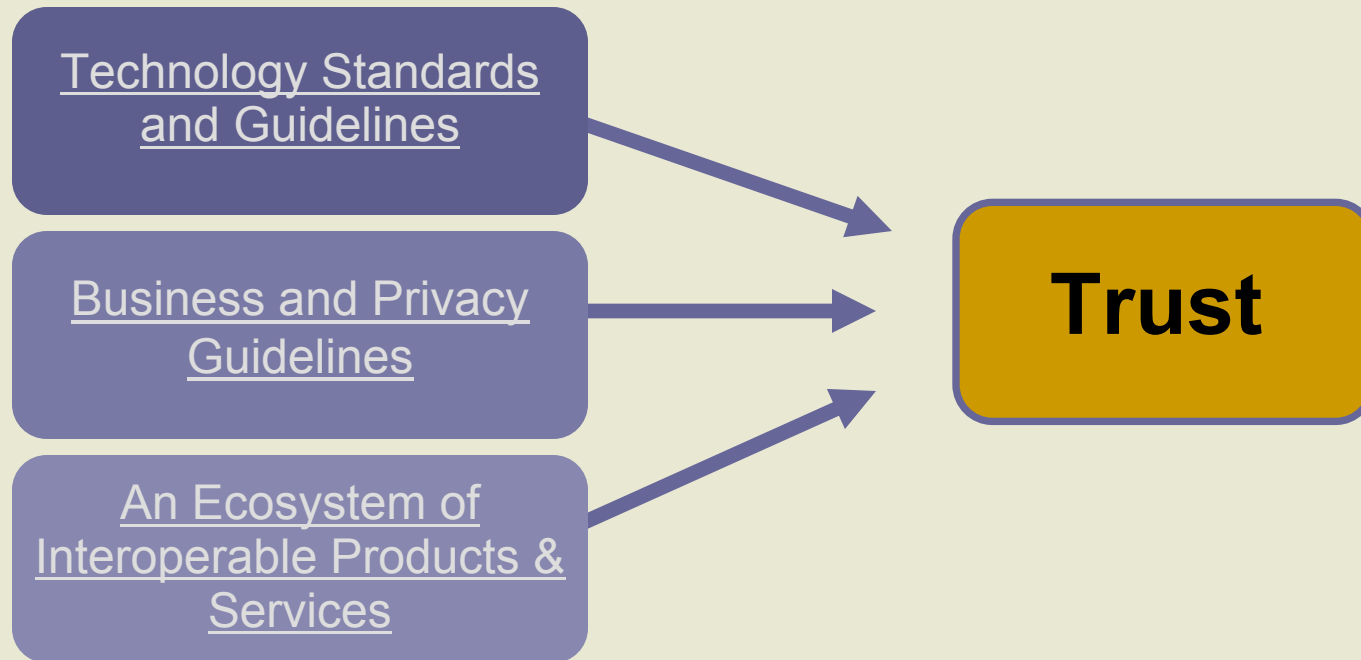 Technology Standards
and Guidelines
Business and Privacy
Guidelines
An Ecosystem of
Interoperable Products &
Services
Trust